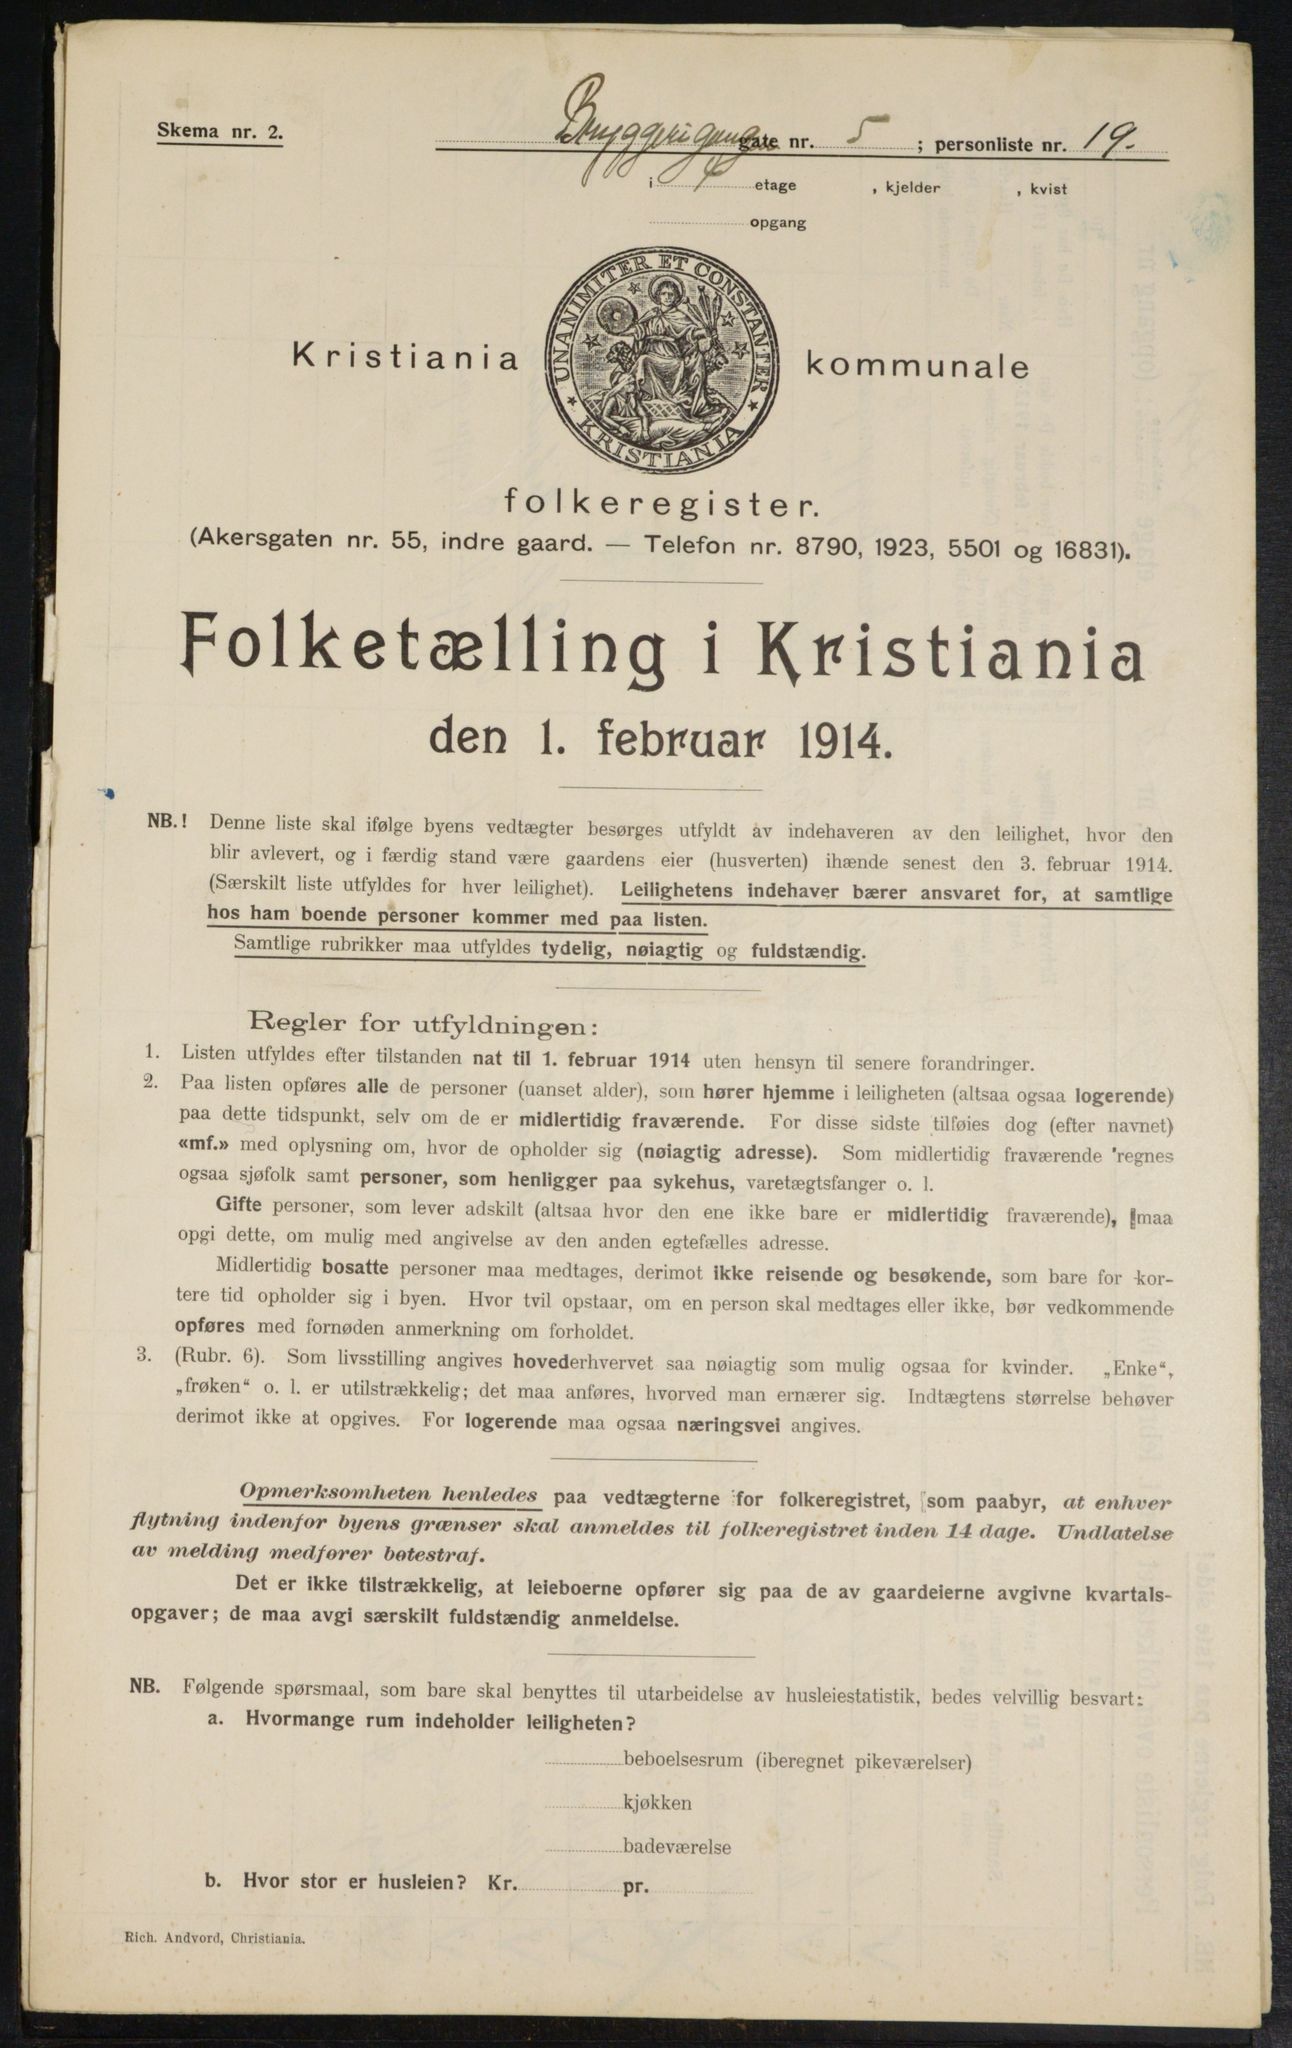 Skema nr. 2.
Bryggerigang gate nr. 5 ; personliste nr. 19.
i etage , kjelder , kvist
opgang
UNANIMITER ET CONSTANTER
KRISTIANIA
Kristiania kommunale
folkeregister.
(Akersgaten nr. 55, indre gaard. — Telefon nr. 8790, 1923, 5501 og 16831).
Folketælling i Kristiania
den 1. februar 1914.
NB.! Denne liste skal ifølge byens vedtægter besørges utfyldt av indehaveren av den leilighet, hvor den
blir avlevert, og i færdig stand være gaardens eier (husverten) ihænde senest den 3. februar 1914.
(Særskilt liste utfyldes for hver leilighet). Leilighetens indehaver bærer ansvaret for, at samtlige
hos ham boende personer kommer med paa listen.
Samtlige rubrikker maa utfyldes tydelig, nøiagtig og fuldstændig.
Regler for utfyldningen:
1. Listen utfyldes efter tilstanden nat til 1. februar 1914 uten hensyn til senere forandringer.
2. Paa listen opføres alle de personer (uanset alder), som hører hjemme i leiligheten (altsaa ogsaa logerende)
paa dette tidspunkt, selv om de er midlertidig fraværende. For disse sidste tilføies dog (efter navnet)
«mf.» med oplysning om, hvor de opholder sig (nøiagtig adresse). Som midlertidig fraværende regnes
ogsaa sjøfolk samt personer, som henligger paa sykehus, varetægtsfanger o. l.
Gifte personer, som lever adskilt (altsaa hvor den ene ikke bare er midlertidig fraværende), maa
opgi dette, om mulig med angivelse av den anden egtefælles adresse.
Midlertidig bosatte personer maa medtages, derimot ikke reisende og besøkende, som bare for kor-
tere tid opholder sig i byen. Hvor tvil opstaar, om en person skal medtages eller ikke, bør vedkommende
opføres med fornøden anmerkning om forholdet.
3. (Rubr. 6). Som livsstilling angives hovederhvervet saa nøiagtig som mulig ogsaa for kvinder. „Enke“,
„frøken“ o. l. er utilstrækkelig; det maa anføres, hvorved man ernærer sig. Indtægtens størrelse behøver
derimot ikke at opgives. For logerende maa ogsaa næringsvei angives.
Opmerksomheten henledes paa vedtægterne for folkeregistret, som paabyr, at enhver
flytning indenfor byens grænser skal anmeldes til folkeregistret inden 14 dage. Undlatelse
av melding medfører bøtestraf.
Det er ikke tilstrækkelig, at leieboerne opfører sig paa de av gaardeierne avgivne kvartals-
opgaver; de maa avgi særskilt fuldstændig anmeldelse.
NB. Følgende spørsmaal, som bare skal benyttes til utarbeidelse av husleiestatistik, bedes velvillig besvart:
a. Hvormange rum indeholder leiligheten?
beboelsesrum (iberegnet pikeværelser)
kjøkken
badeværelse
b. Hvor stor er husleien? Kr. pr.
Rich. Andvord, Christiania.